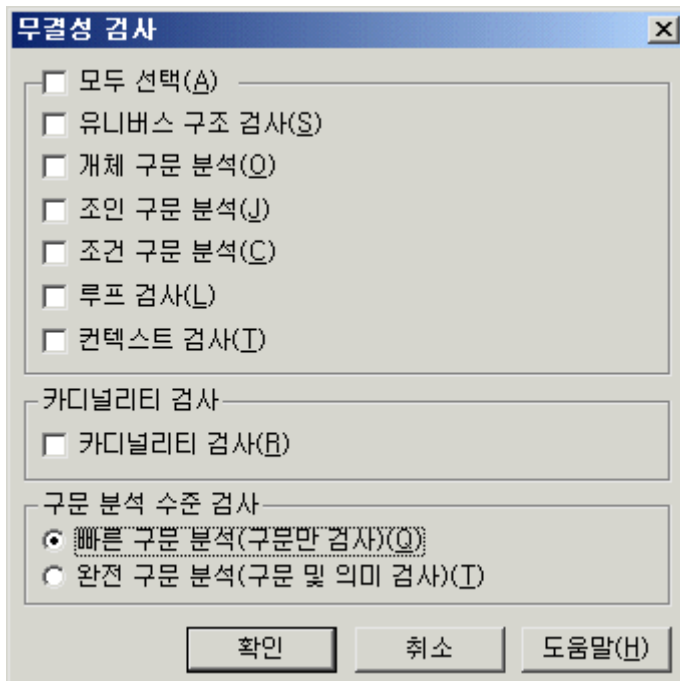 무결성 검사
모두 선택(A)
유니버스 구조 검사(S)
개체 구문 분석(O)
조인 구문 분석(J)
조건 구문 분석(C)
루프 검사(L)
컨텍스트 검사(T)
카디널리티 검사
카디널리티 검사(R)
구문 분석 수준 검사
빠른 구문 분석(구문만 검사)(Q)
완전 구문 분석(구문 및 의미 검사)(T)
확인 취소 도움말(H)